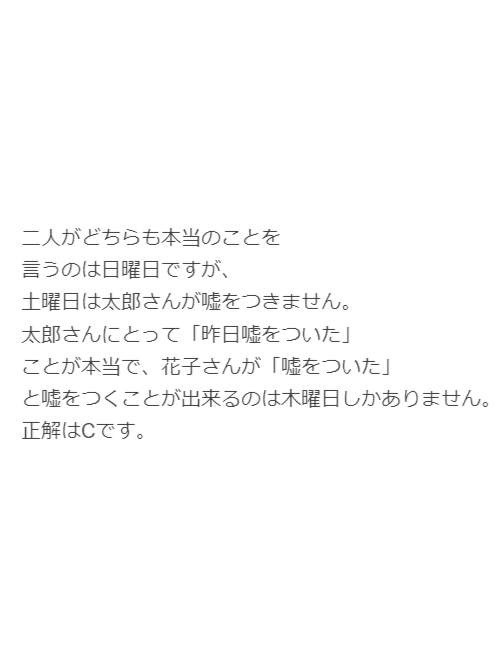 二人がどちらも本当のことを
言うのは日曜日ですが、
土曜日は太郎さんが嘘をつきません。
太郎さんにとって「昨日嘘をついた」
ことが本当で、花子さんが「嘘をついた」
と嘘をつくことが出来るのは木曜日しかありません。
正解はCです。